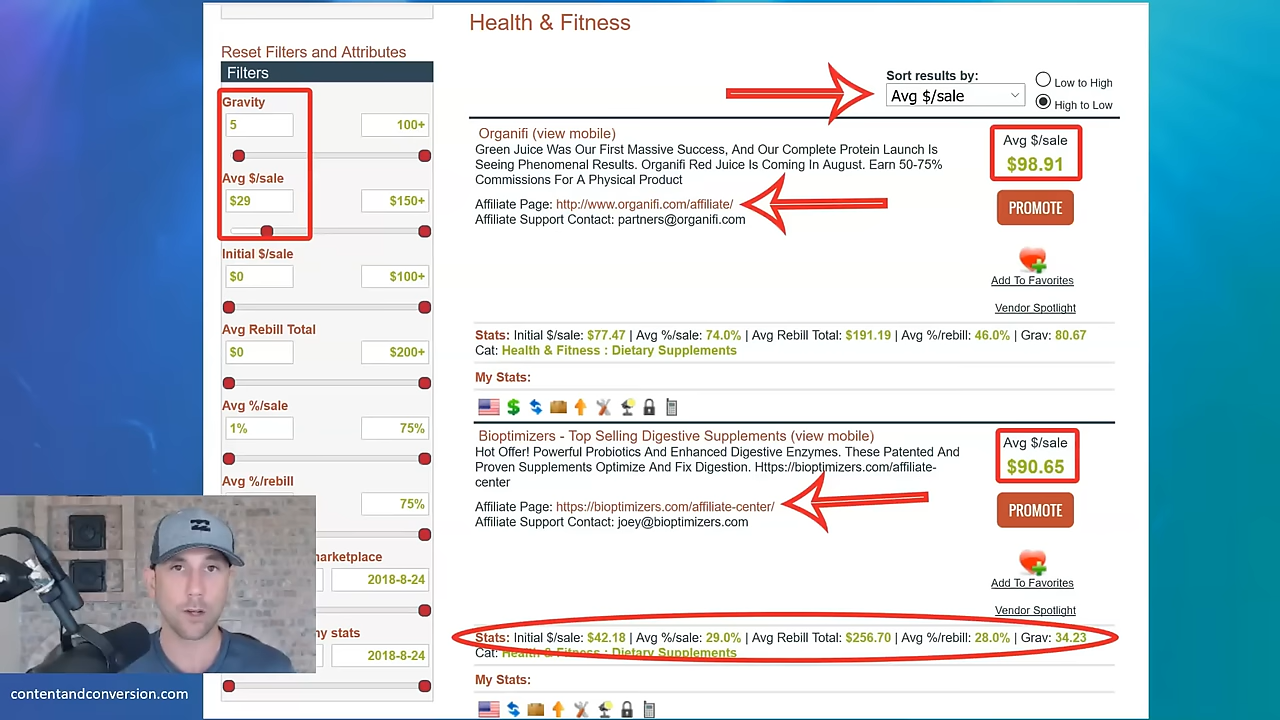 Health & Fitness
Reset Filters and Attributes
Filters
Gravity
5
100+
Avg $/sale
$29
$150+
Initial $/sale
$0
$100+
Avg Rebill Total
$0
$200+
Avg %/sale
1%
75%
Avg %/rebill
75%
marketplace
2018-8-24
my stats
2018-8-24
Sort results by:
Avg $/sale
Low to High
High to Low
Organifi (view mobile)
Green Juice Was Our First Massive Success, And Our Complete Protein Launch Is
Seeing Phenomenal Results. Organifi Red Juice Is Coming In August. Earn 50-75%
Commissions For A Physical Product
Affiliate Page: http://www.organifi.com/affiliate/
Affiliate Support Contact: partners@organifi.com
Avg $/sale
$98.91
PROMOTE
Add To Favorites
Vendor Spotlight
Stats: Initial $/sale: $77.47 | Avg %/sale: 74.0% | Avg Rebill Total: $191.19 | Avg %/rebill: 46.0% | Grav: 80.67
Cat: Health & Fitness : Dietary Supplements
My Stats:
Bioptimizers - Top Selling Digestive Supplements (view mobile)
Hot Offer! Powerful Probiotics And Enhanced Digestive Enzymes. These Patented And
Proven Supplements Optimize And Fix Digestion. Https://bioptimizers.com/affiliate-
center
Affiliate Page: https://bioptimizers.com/affiliate-center/
Affiliate Support Contact: joey@bioptimizers.com
Avg $/sale
$90.65
PROMOTE
Add To Favorites
Vendor Spotlight
Stats: Initial $/sale: $42.18 | Avg %/sale: 29.0% | Avg Rebill Total: $256.70 | Avg %/rebill: 28.0% | Grav: 34.23
Cat: Health & Fitness : Dietary Supplements
My Stats:
contentandconversion.com